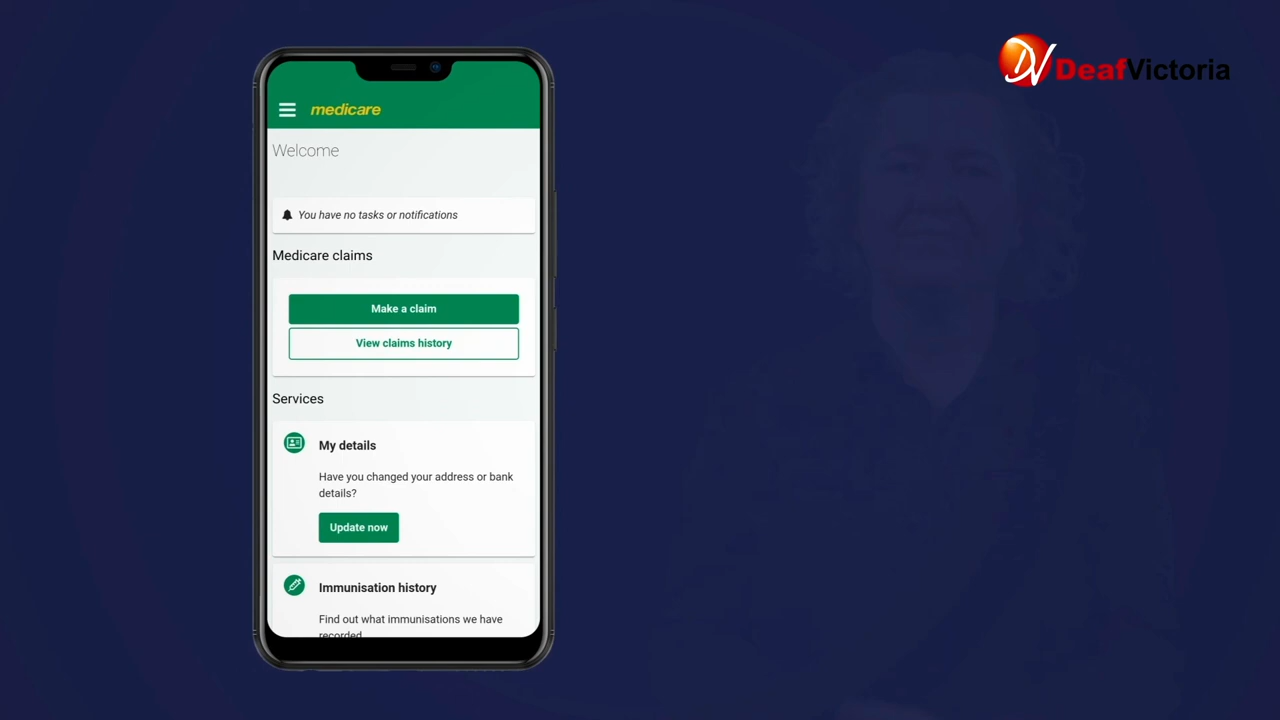 DeafVictoria
medicare
Welcome
You have no tasks or notifications
Medicare claims
Make a claim
View claims history
Services
My details
Have you changed your address or bank
details?
Update now
Immunisation history
Find out what immunisations we have
recorded